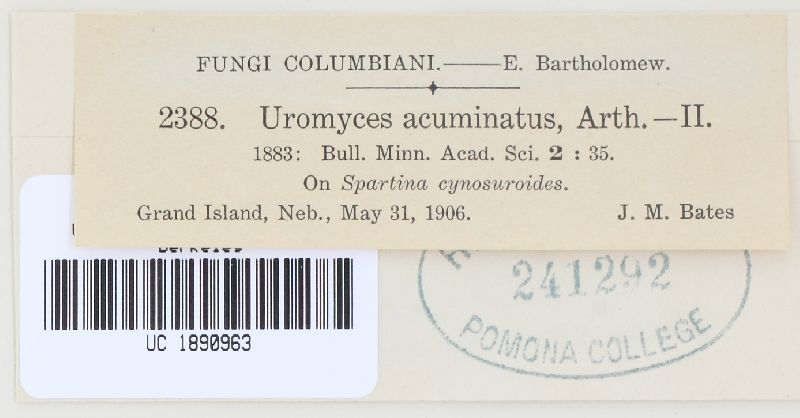 FUNGI COLUMBIANI.——E. Bartholomew.
2388. Uromyces acuminatus, Arth.—II.
1883: Bull. Minn. Acad. Sci. 2 : 35.
On Spartina cynosuroides.
Grand Island, Neb., May 31, 1906. J. M. Bates
UC 1890963
241292
POMONA COLLEGE